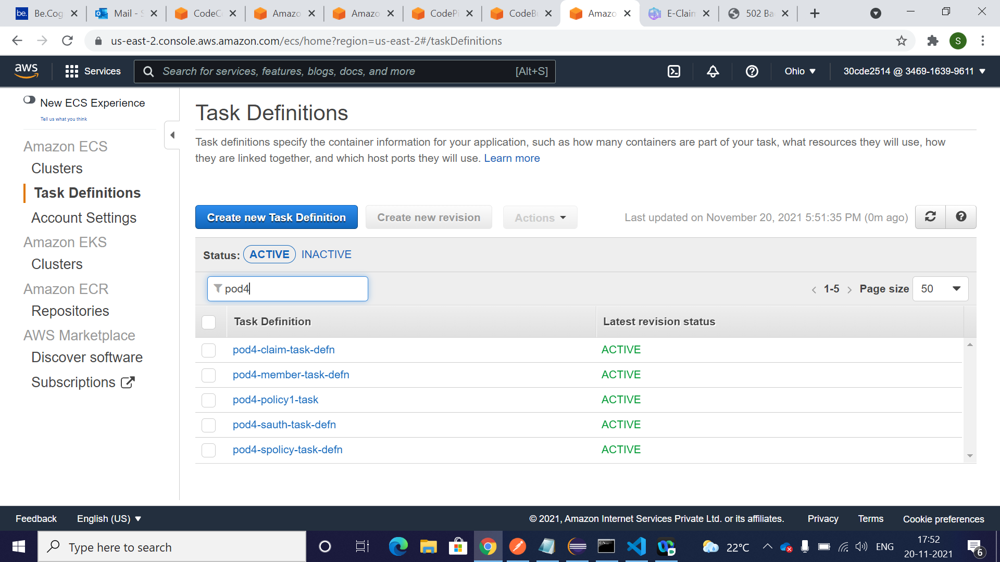 be. Be.Cog
Mail - S
CodeCo
Amazo
Amazo
CodePi
CodeBu
Amazo
E-Claim
502 Ba
us-east-2.console.aws.amazon.com/ecs/home?region=us-east-2#/taskDefinitions
S
aws
Services
Search for services, features, blogs, docs, and more [Alt+S]
Ohio
30cde2514 @ 3469-1639-9611
New ECS Experience
Tell us what you think
Amazon ECS
Clusters
Task Definitions
Account Settings
Amazon EKS
Clusters
Amazon ECR
Repositories
AWS Marketplace
Discover software
Subscriptions
Task Definitions
Task definitions specify the container information for your application, such as how many containers are part of your task, what resources they will use, how
they are linked together, and which host ports they will use. Learn more
Create new Task Definition
Create new revision
Actions
Last updated on November 20, 2021 5:51:35 PM (0m ago)
Status: ACTIVE INACTIVE
pod4
1-5 Page size 50
Task Definition Latest revision status
pod4-claim-task-defn ACTIVE
pod4-member-task-defn ACTIVE
pod4-policy1-task ACTIVE
pod4-sauth-task-defn ACTIVE
pod4-spolicy-task-defn ACTIVE
Feedback English (US)
© 2021, Amazon Internet Services Private Ltd. or its affiliates. Privacy Terms Cookie preferences
Type here to search
22°C
ENG
17:52
20-11-2021
6